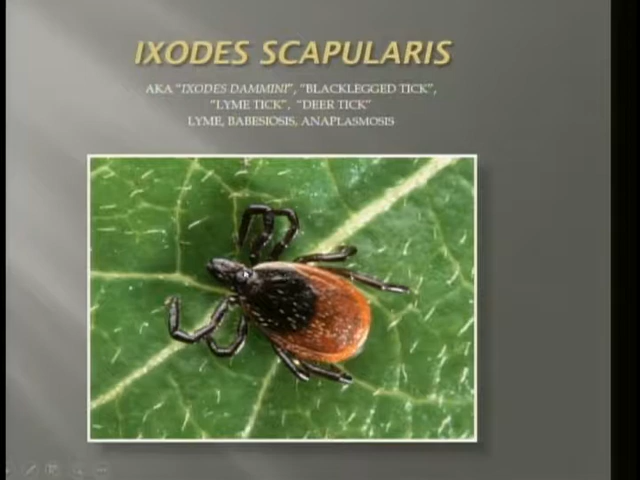 IXODES SCAPULARIS
AKA "IXODES DAMMINI", "BLACKLEGGED TICK",
"LYME TICK", "DEER TICK"
LYME, BABESIOSIS, ANAPLASMOSIS